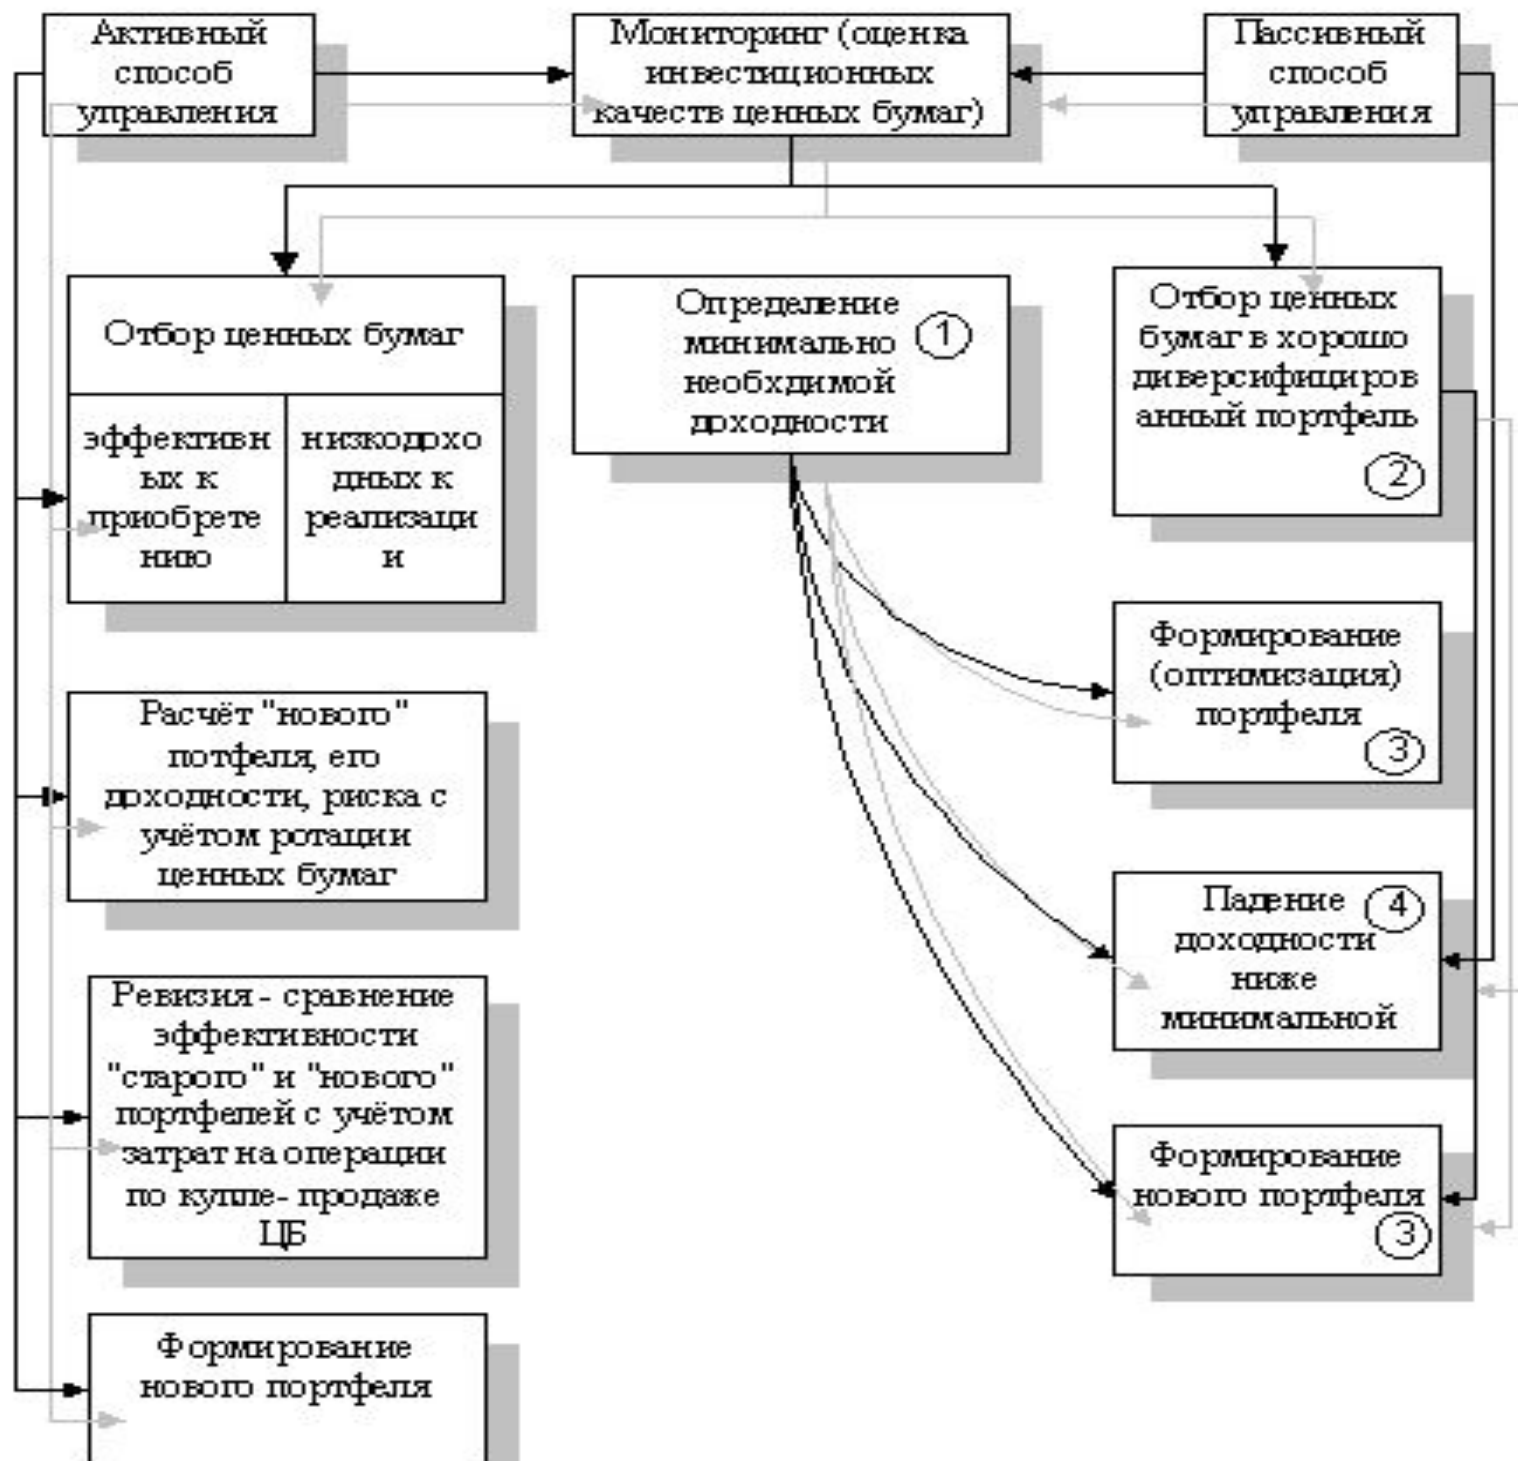 Активный
способ
управления
Мониторинг (оценка
инвестиционных
качеств ценных бумаг)
Пассивный
способ
управления
Отбор ценных бумаг
эффективн
ых к
приобрете
нию
низкодохо
дных к
реализаци
и
Определение
минимально
необхдимой
доходности
1
Отбор ценных
бумаг в хорошо
диверсифициров
анный портфель
2
Формирование
(оптимизация)
портфеля
3
Расчёт "нового"
потфеля, его
доходности, риска с
учётом ротации
ценных бумаг
Падение
доходности
ниже
минимальной
4
Ревизия - сравнение
эффективности
"старого" и "нового"
портфелей с учётом
затрат на операции
по купле- продаже
ЦБ
Формирование
нового портфеля
3
Формирование
нового портфеля